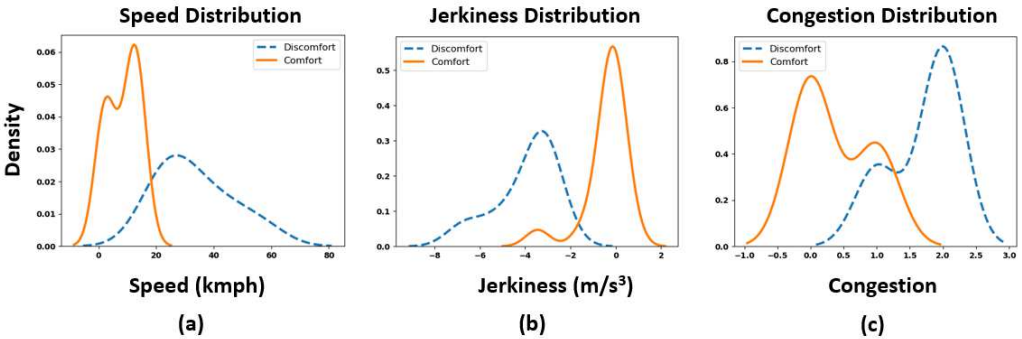 Speed Distribution
Jerkiness Distribution
Congestion Distribution
Density
0.06
0.05
0.04
0.03
0.02
0.01
0.00
0
20
40
60
80
Discomfort
Comfort
Speed (kmph)
(a)
0.5
0.4
0.3
0.2
0.1
0.0
−8
−6
−4
−2
0
2
Discomfort
Comfort
Jerkiness (m/s³)
(b)
0.8
0.6
0.4
0.2
0.0
−1.0
−0.5
0.0
0.5
1.0
1.5
2.0
2.5
3.0
Discomfort
Comfort
Congestion
(c)